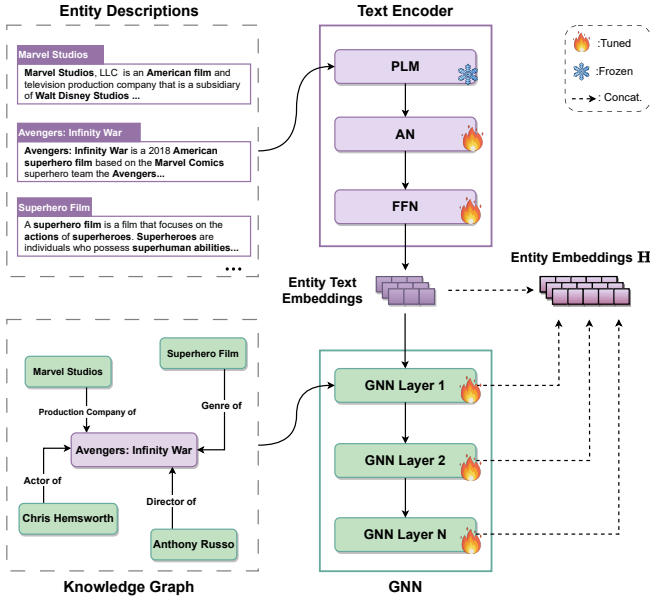 Entity Descriptions
Marvel Studios
Marvel Studios, LLC is an American film and
television production company that is a subsidiary
of Walt Disney Studios ...
Avengers: Infinity War
Avengers: Infinity War is a 2018 American
superhero film based on the Marvel Comics
superhero team the Avengers...
Superhero Film
A superhero film is a film that focuses on the
actions of superheroes. Superheroes are
individuals who possess superhuman abilities...
...
Text Encoder
PLM
AN
FFN
:Tuned
:Frozen
: Concat.
Entity Text
Embeddings
Entity Embeddings H
Marvel Studios
Superhero Film
Production Company of
Genre of
Avengers: Infinity War
Actor of
Director of
Chris Hemsworth
Anthony Russo
Knowledge Graph
GNN Layer 1
GNN Layer 2
GNN Layer N
GNN